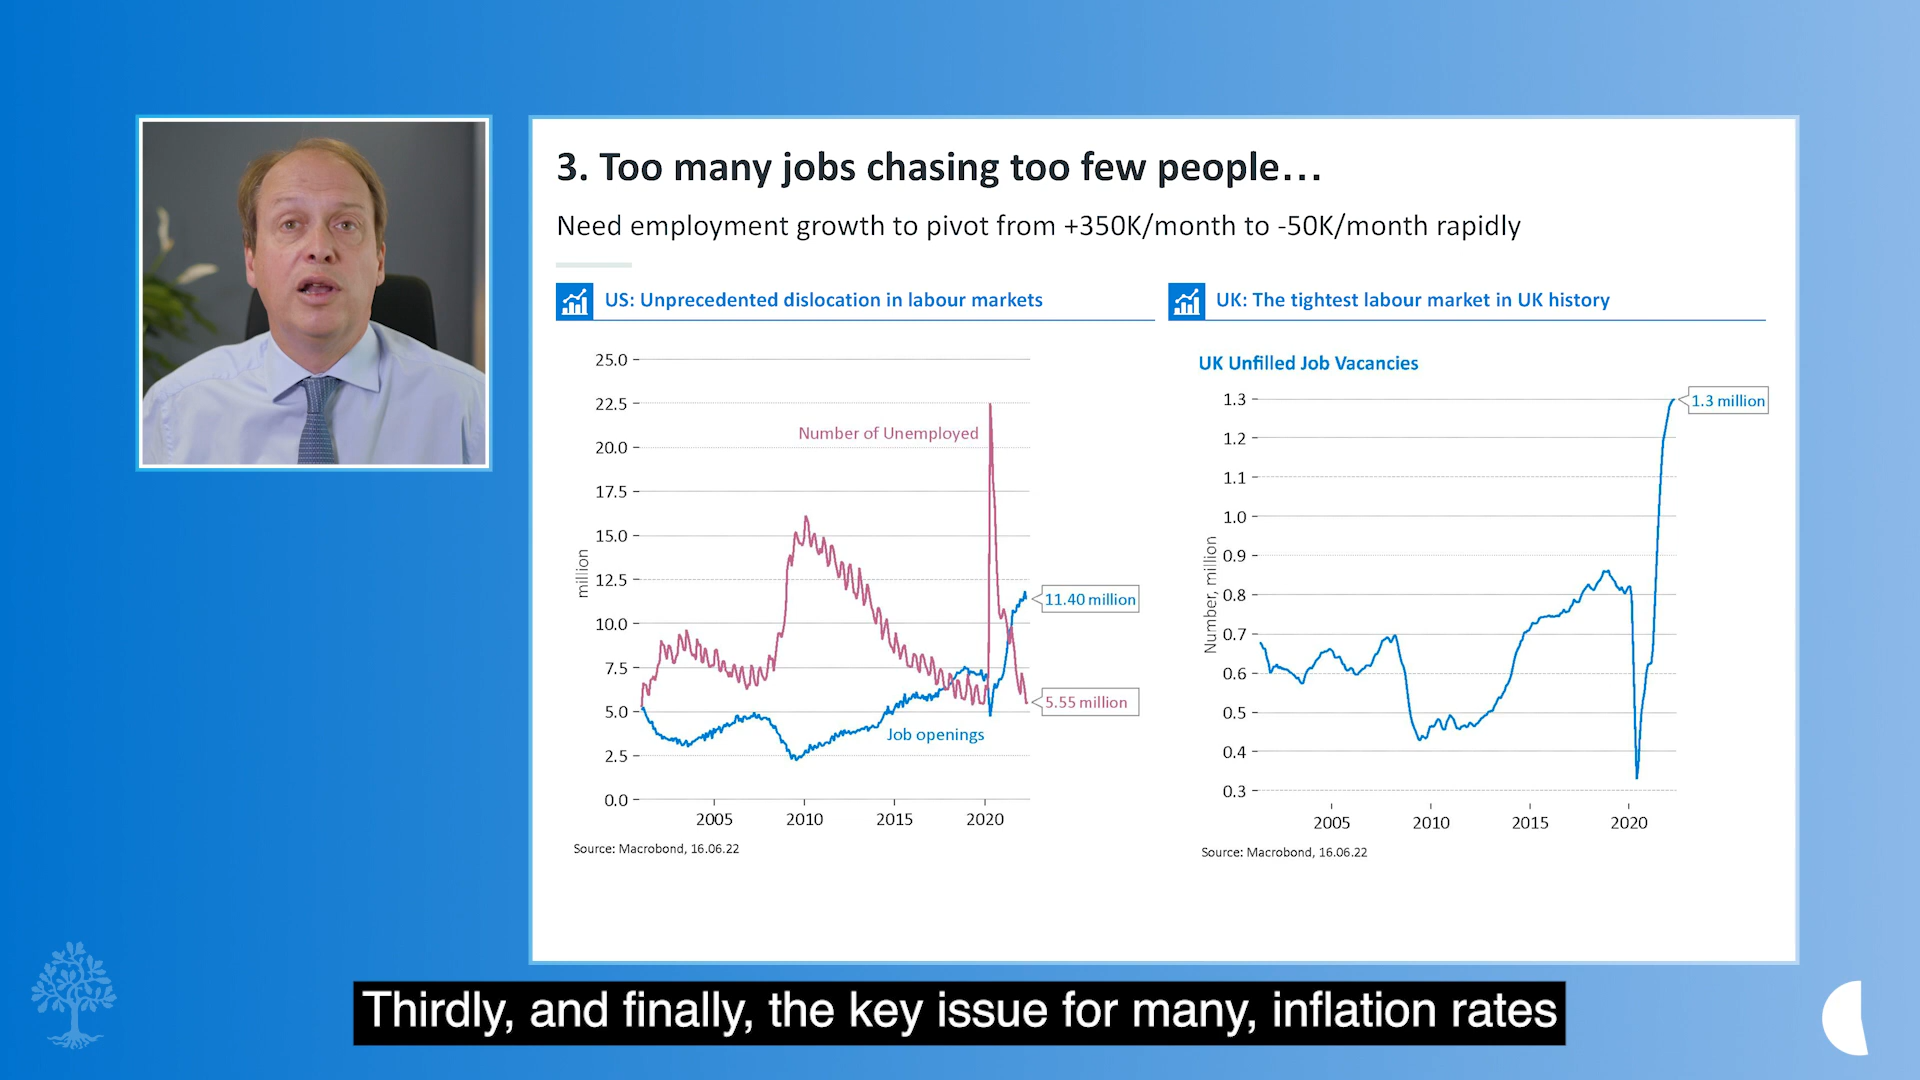 3. Too many jobs chasing too few people...
Need employment growth to pivot from +350K/month to -50K/month rapidly
US: Unprecedented dislocation in labour markets
25.0
22.5
20.0
17.5
15.0
12.5
10.0
7.5
5.0
2.5
0.0
million
Number of Unemployed
11.40 million
5.55 million
Job openings
2005 2010 2015 2020
Source: Macrobond, 16.06.22
UK: The tightest labour market in UK history
UK Unfilled Job Vacancies
1.3
1.2
1.1
1.0
0.9
0.8
0.7
0.6
0.5
0.4
0.3
Number, million
1.3 million
2005 2010 2015 2020
Source: Macrobond, 16.06.22
Thirdly, and finally, the key issue for many, inflation rates